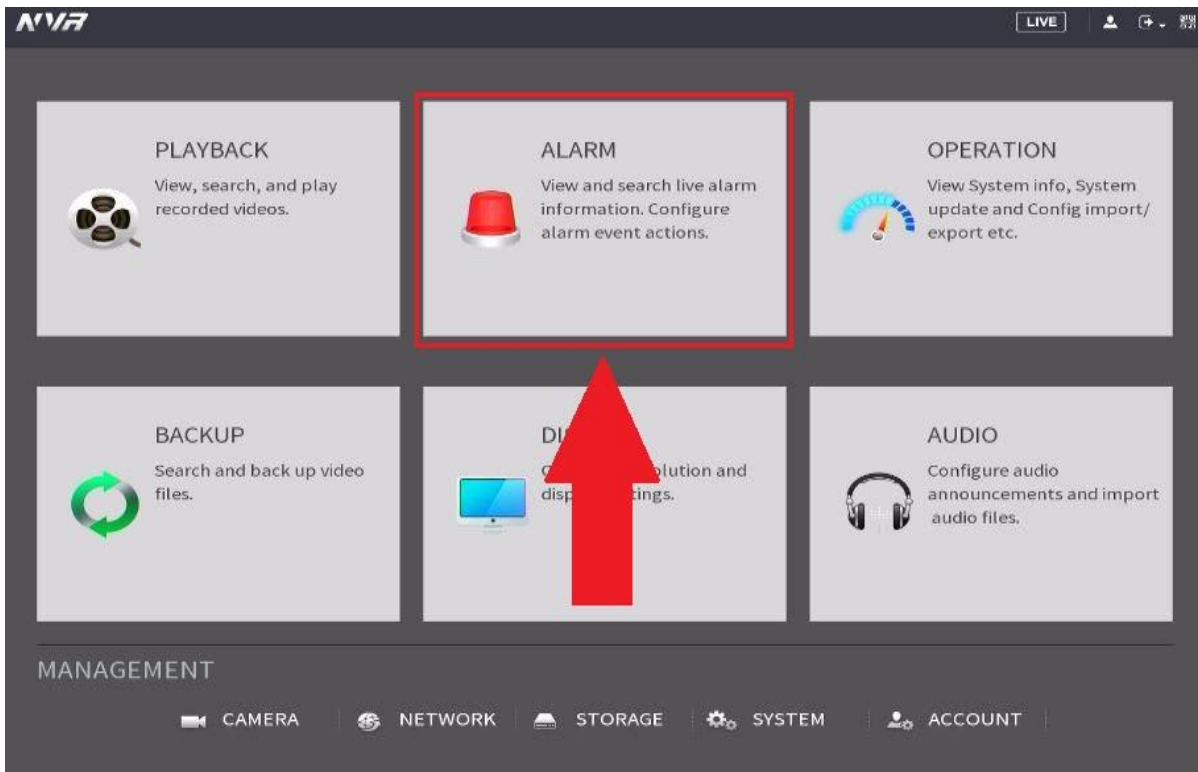 NVR
LIVE
PLAYBACK
View, search, and play
recorded videos.
ALARM
View and search live alarm
information. Configure
alarm event actions.
OPERATION
View System info, System
update and Config import/
export etc.
BACKUP
Search and back up video
files.
and
AUDIO
Configure audio
announcements and import
audio files.
MANAGEMENT
CAMERA
NETWORK
STORAGE
SYSTEM
ACCOUNT